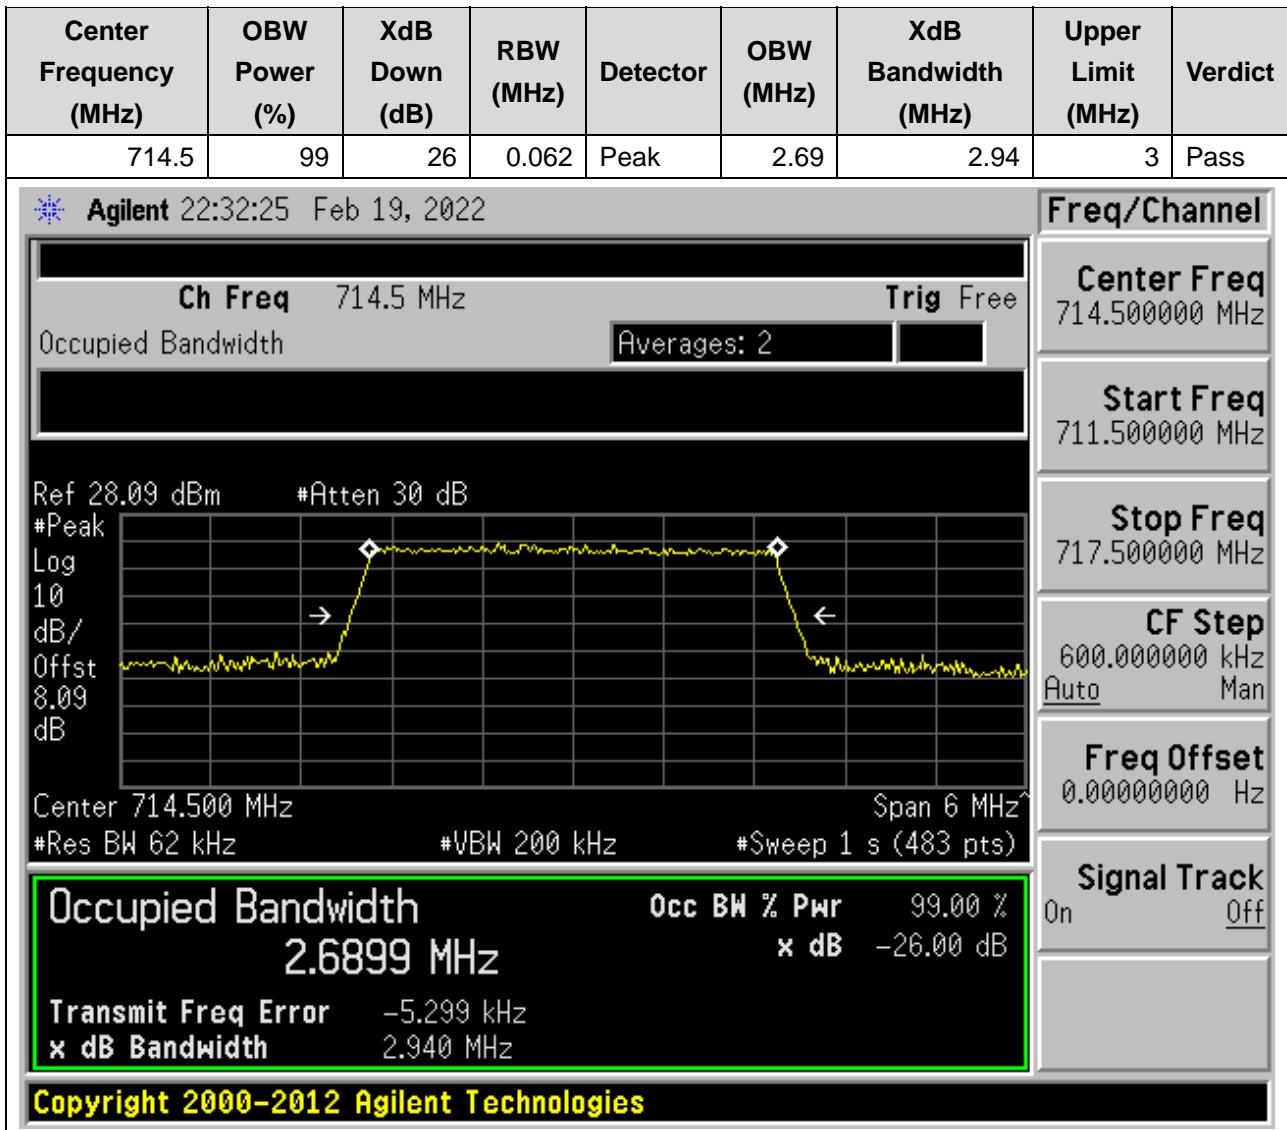 Center Frequency (MHz) OBW Power (%) XdB Down (dB) RBW (MHz) Detector OBW (MHz) XdB Bandwidth (MHz) Upper Limit (MHz) Verdict
714.5 99 26 0.062 Peak 2.69 2.94 3 Pass
Agilent 22:32:25 Feb 19, 2022
Freq/Channel
Ch Freq 714.5 MHz Trig Free
Occupied Bandwidth Averages: 2
Ref 28.09 dBm #Atten 30 dB
#Peak
Log
10
dB/
Offst
8.09
dB
Center 714.500 MHz Span 6 MHz^
#Res BW 62 kHz #VBW 200 kHz #Sweep 1 s (483 pts)
Occupied Bandwidth Occ BW % Pwr 99.00 %
2.6899 MHz x dB -26.00 dB
Transmit Freq Error -5.299 kHz
x dB Bandwidth 2.940 MHz
Center Freq
714.500000 MHz
Start Freq
711.500000 MHz
Stop Freq
717.500000 MHz
CF Step
600.000000 kHz
Auto Man
Freq Offset
0.00000000 Hz
Signal Track
On Off
Copyright 2000-2012 Agilent Technologies